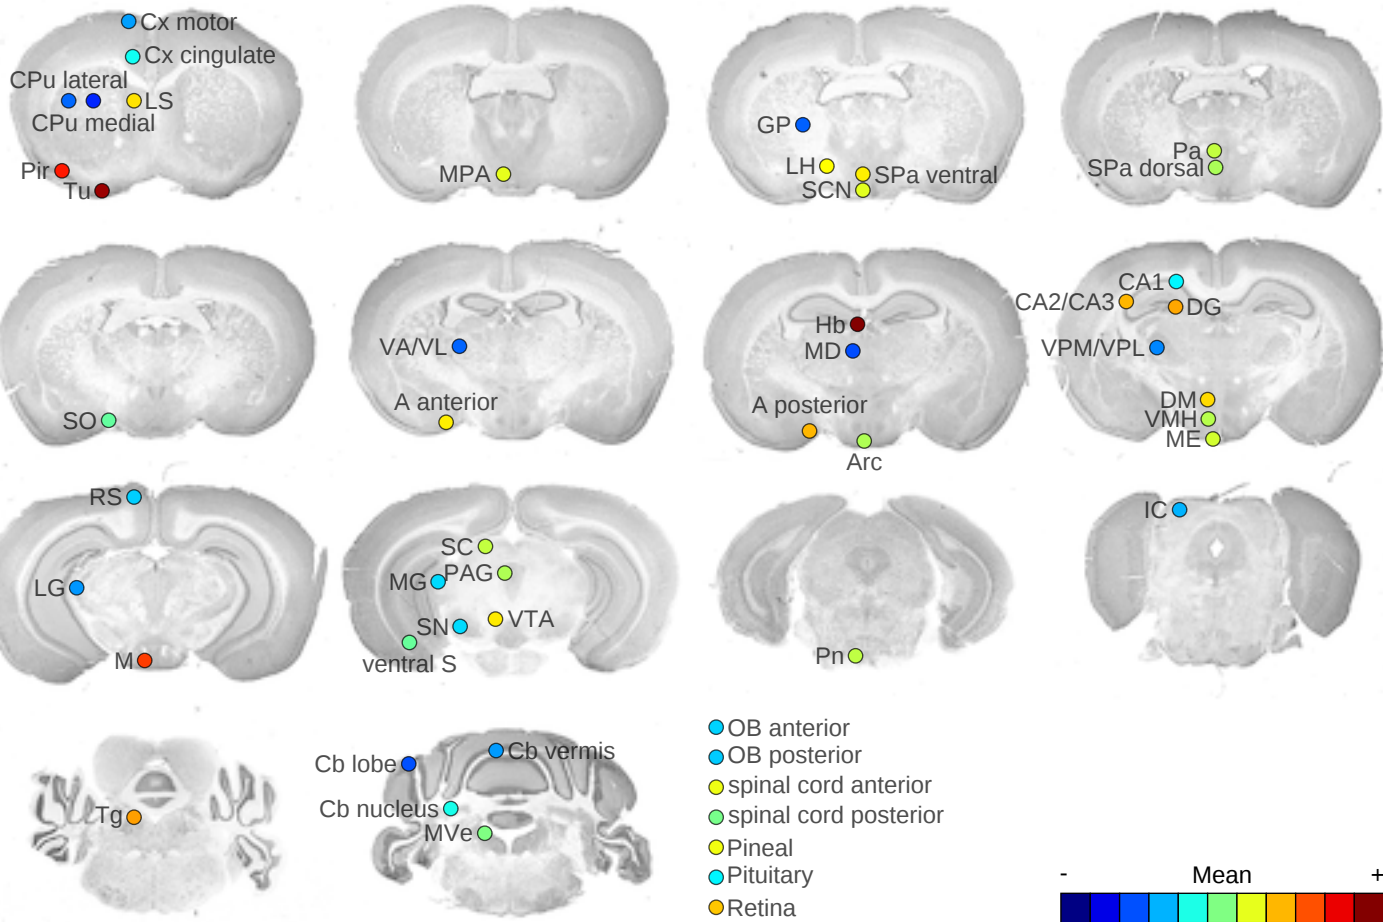 Cx motor
Cx cingulate
CPu lateral
LS
CPu medial
Pir
Tu
MPA
GP
LH
SPa ventral
SCN
Pa
SPa dorsal
SO
VA/VL
A anterior
Hb
MD
A posterior
Arc
CA1
CA2/CA3
DG
VPM/VPL
DM
VMH
ME
RS
LG
M
SC
MG
PAG
SN
VTA
ventral S
Pn
IC
Tg
Cb lobe
Cb vermis
Cb nucleus
MVe
OB anterior
OB posterior
spinal cord anterior
spinal cord posterior
Pineal
Pituitary
Retina
- Mean +